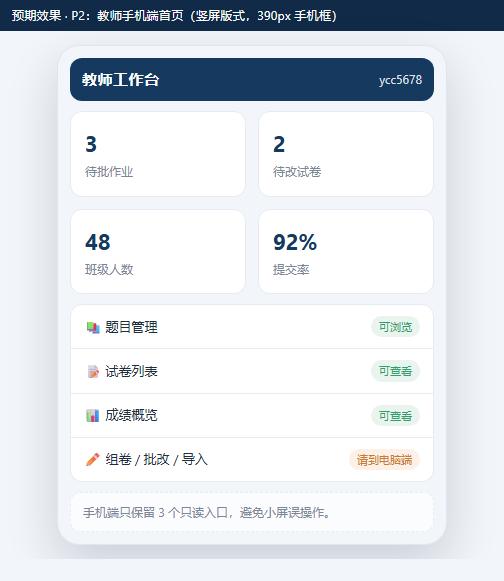 预期效果 · P2：教师手机端首页（竖屏版式，390px 手机框）
教师工作台 ycc5678
3
待批作业
2
待改试卷
48
班级人数
92%
提交率
题目管理 可浏览
试卷列表 可查看
成绩概览 可查看
组卷 / 批改 / 导入 请到电脑端
手机端只保留 3 个只读入口，避免小屏误操作。